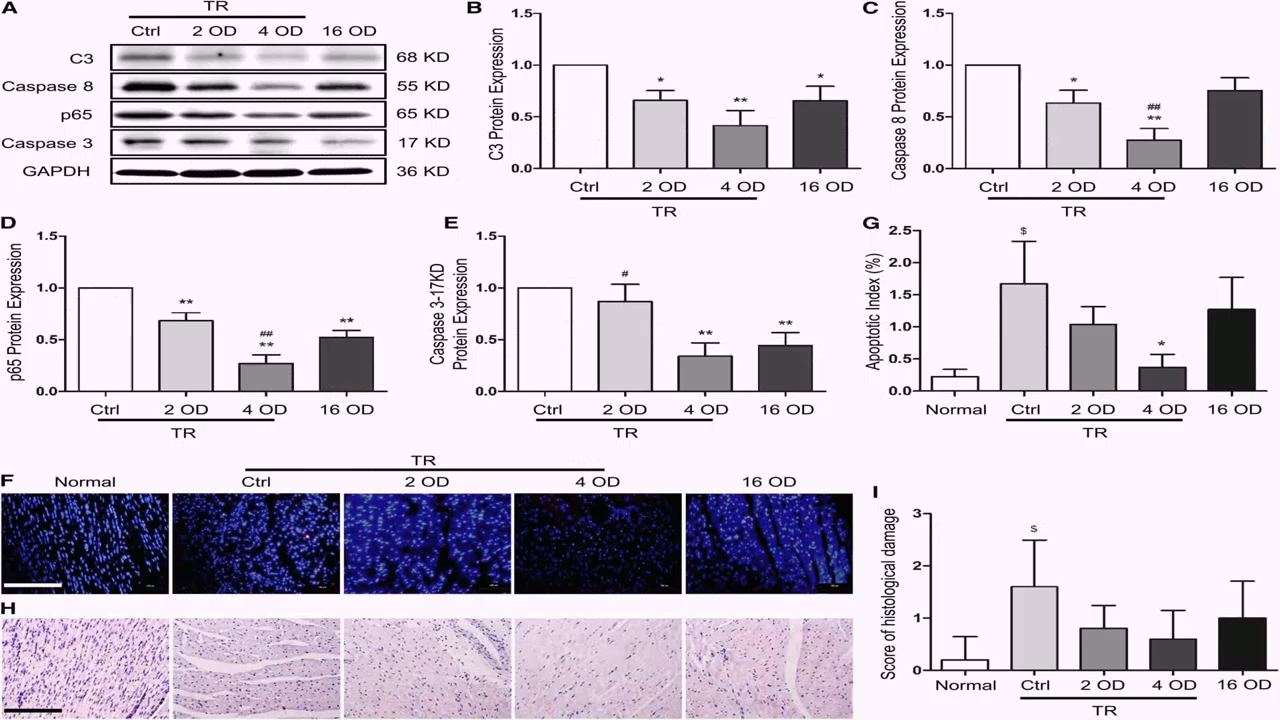 A
TR
Ctrl 2 OD 4 OD 16 OD
C3 68 KD
Caspase 8 55 KD
p65 65 KD
Caspase 3 17 KD
GAPDH 36 KD
B
C3 Protein Expression
1.5
1.0
0.5
0.0
* ** *
Ctrl 2 OD 4 OD 16 OD
TR
C
Caspase 8 Protein Expression
1.5
1.0
0.5
0.0
*
##
**
Ctrl 2 OD 4 OD 16 OD
TR
D
p65 Protein Expression
1.5
1.0
0.5
0.0
**
##
**
**
Ctrl 2 OD 4 OD 16 OD
TR
E
Caspase 3-17KD
Protein Expression
1.5
1.0
0.5
0.0
#
**
**
Ctrl 2 OD 4 OD 16 OD
TR
G
Apoptotic Index (%)
2.5
2.0
1.5
1.0
0.5
0.0
$
*
Normal Ctrl 2 OD 4 OD 16 OD
TR
F
TR
Normal Ctrl 2 OD 4 OD 16 OD
H
I
Score of histological damage
3
2
1
0
$
Normal Ctrl 2 OD 4 OD 16 OD
TR